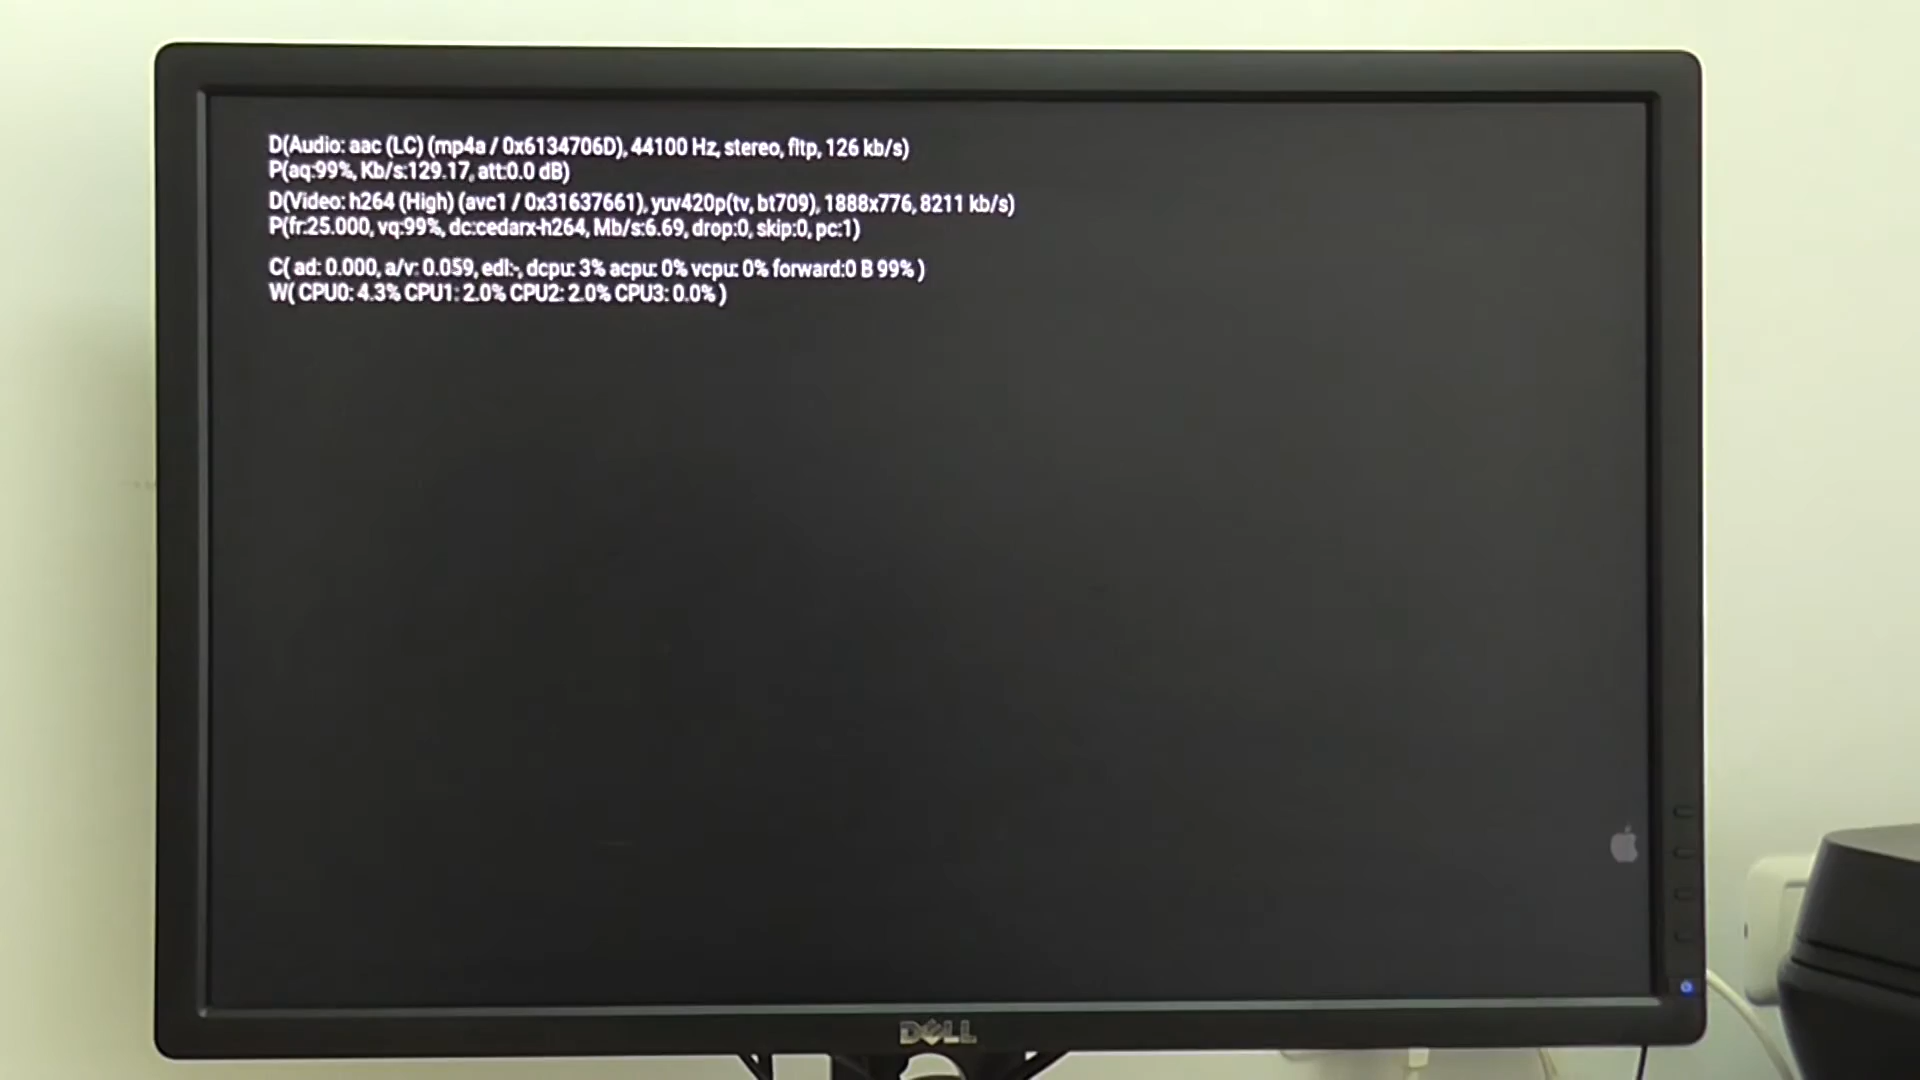 D(Audio: aac (LC) (mp4a / 0x6134706D), 44100 Hz, stereo, fltp, 126 kb/s)
P(aq:99%, Kb/s:129.17, att:0.0 dB)
D(Video: h264 (High) (avc1 / 0x31637661), yuv420p(tv, bt709), 1888x776, 8211 kb/s)
P(fr:25.000, vq:99%, dc:cedarx-h264, Mb/s:6.69, drop:0, skip:0, pc:1)
C( ad: 0.000, a/v: 0.059, edl:-, dcpu: 3% acpu: 0% vcpu: 0% forward:0 B 99% )
W( CPU0: 4.3% CPU1: 2.0% CPU2: 2.0% CPU3: 0.0% )
DELL